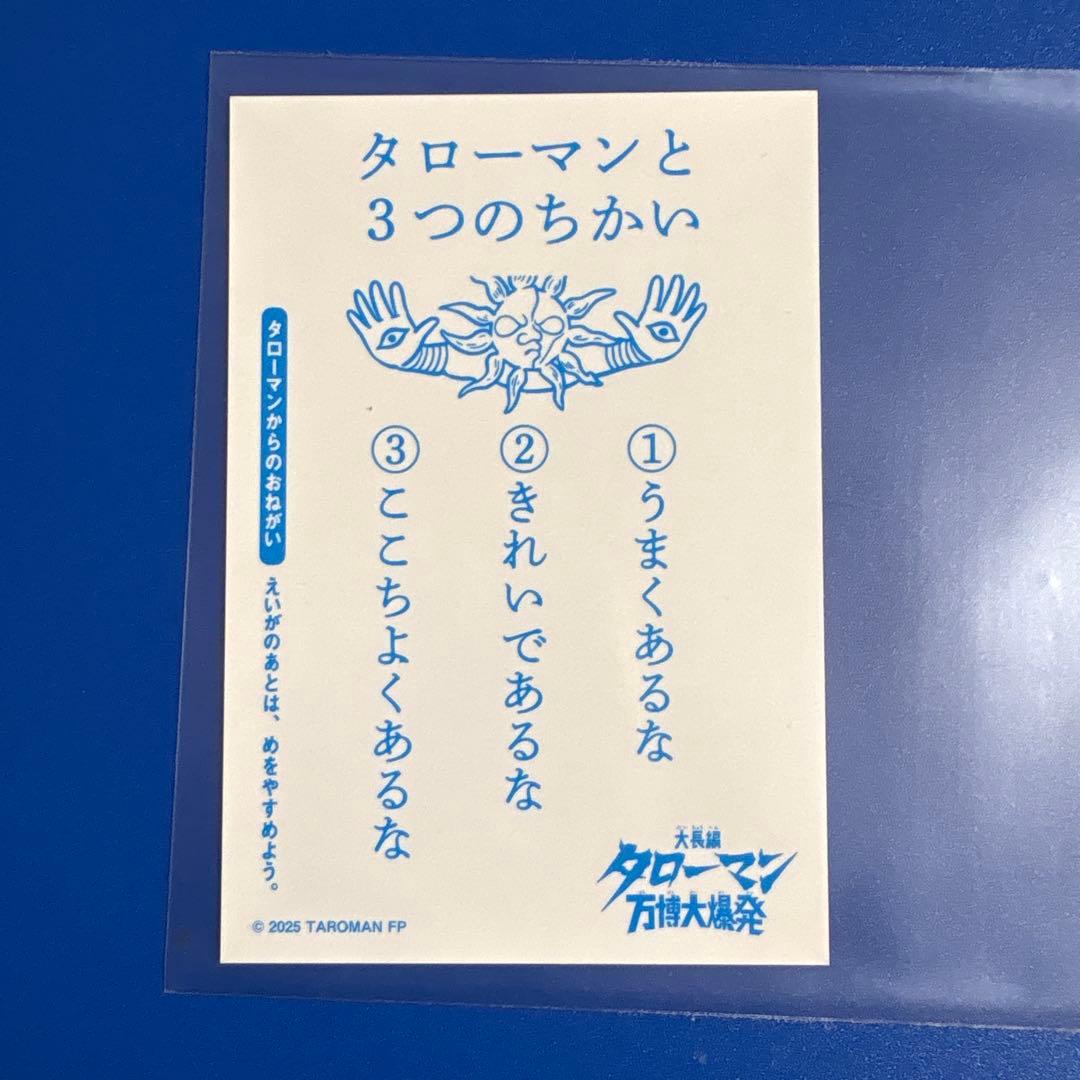 タローマンと
3つのちかい
①うまくあるな
②きれいであるな
③ここちよくあるな
タローマンからのおねがい
えいがのあとは、めをやすめよう。
大長編
タローマン
万博大爆発
© 2025 TAROMAN FP